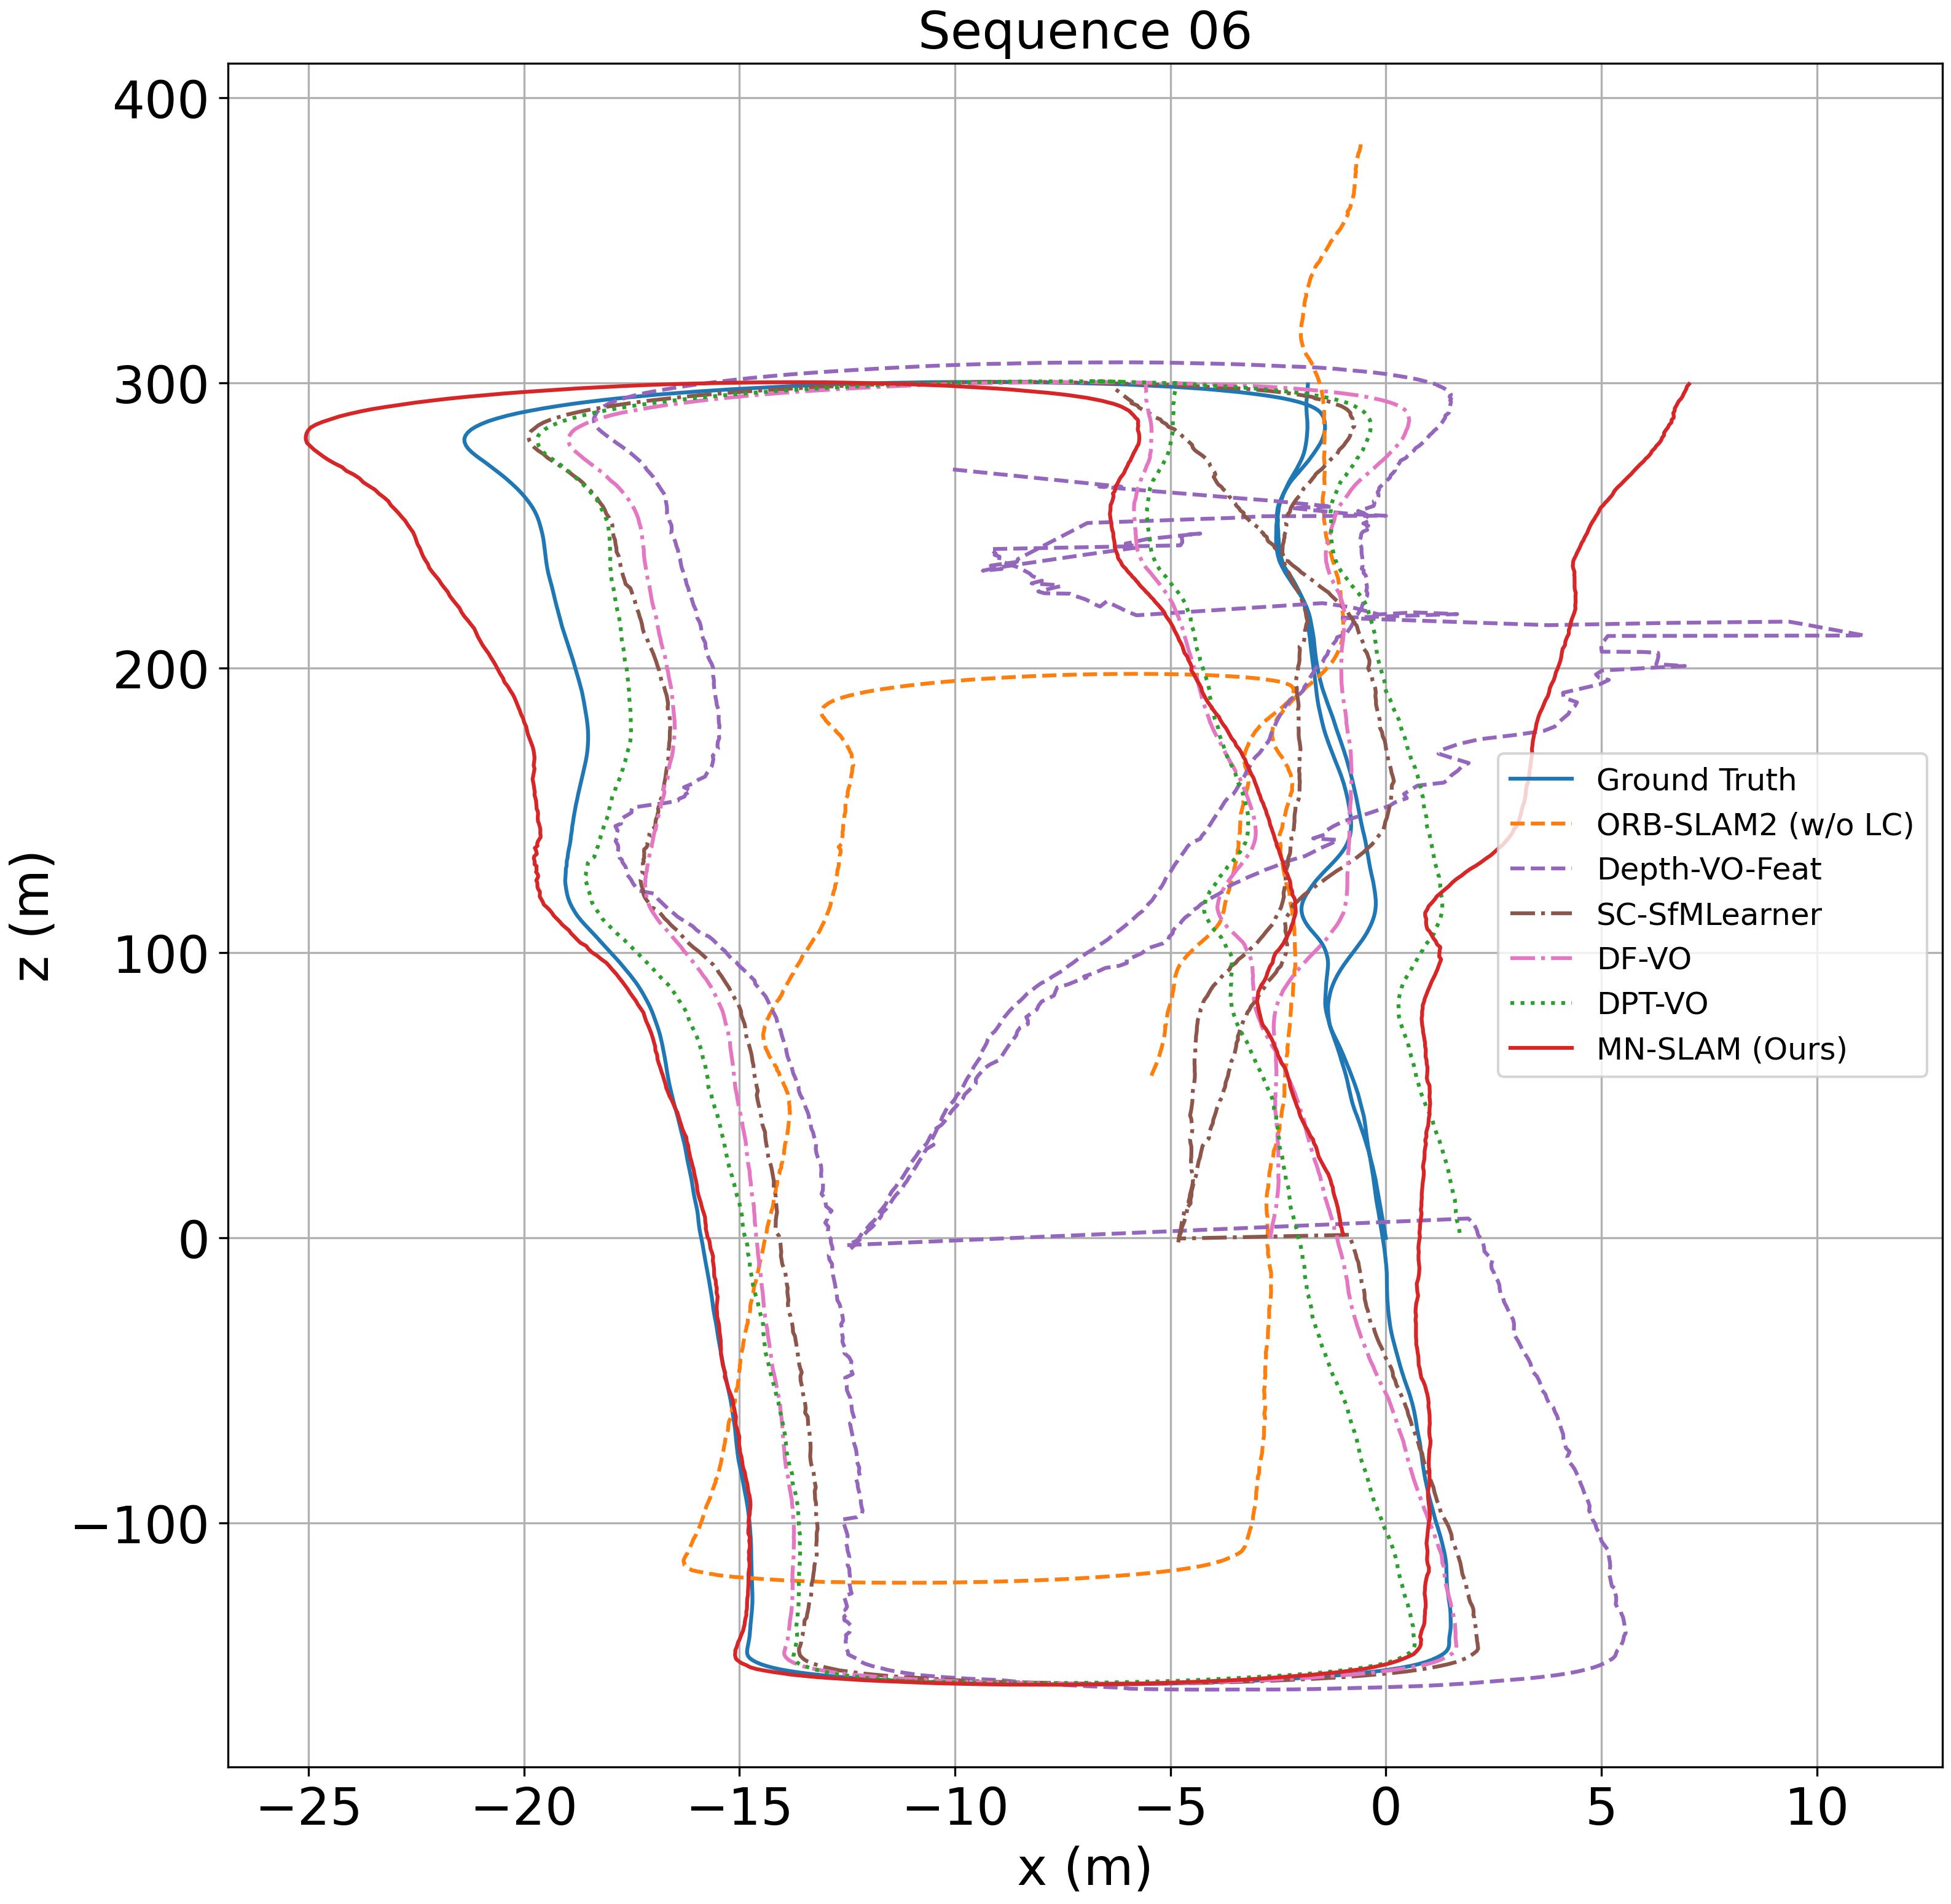 Sequence 06
400
300
200
100
0
−100
z (m)
Ground Truth
ORB-SLAM2 (w/o LC)
Depth-VO-Feat
SC-SfMLearner
DF-VO
DPT-VO
MN-SLAM (Ours)
−25 −20 −15 −10 −5 0 5 10
x (m)